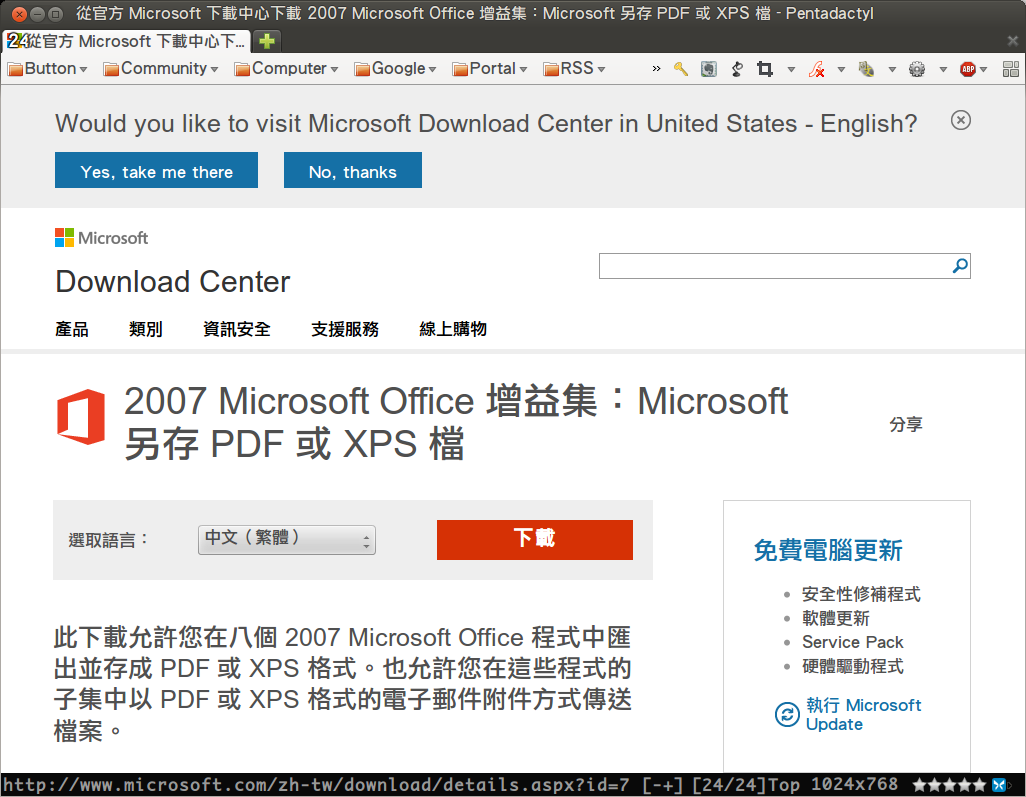 從官方 Microsoft 下載中心下載 2007 Microsoft Office 增益集：Microsoft 另存 PDF 或 XPS 檔 - Pentadactyl
24 從官方 Microsoft 下載中心下...
Button Community Computer Google Portal RSS » ABP
Would you like to visit Microsoft Download Center in United States - English?
Yes, take me there No, thanks
Microsoft
Download Center
產品 類別 資訊安全 支援服務 線上購物
2007 Microsoft Office 增益集：Microsoft
另存 PDF 或 XPS 檔
分享
選取語言： 中文（繁體） 下載
此下載允許您在八個 2007 Microsoft Office 程式中匯
出並存成 PDF 或 XPS 格式。也允許您在這些程式的
子集中以 PDF 或 XPS 格式的電子郵件附件方式傳送
檔案。
免費電腦更新
安全性修補程式
軟體更新
Service Pack
硬體驅動程式
執行 Microsoft
Update
http://www.microsoft.com/zh-tw/download/details.aspx?id=7 [-+] [24/24]Top 1024x768 ★★★★★